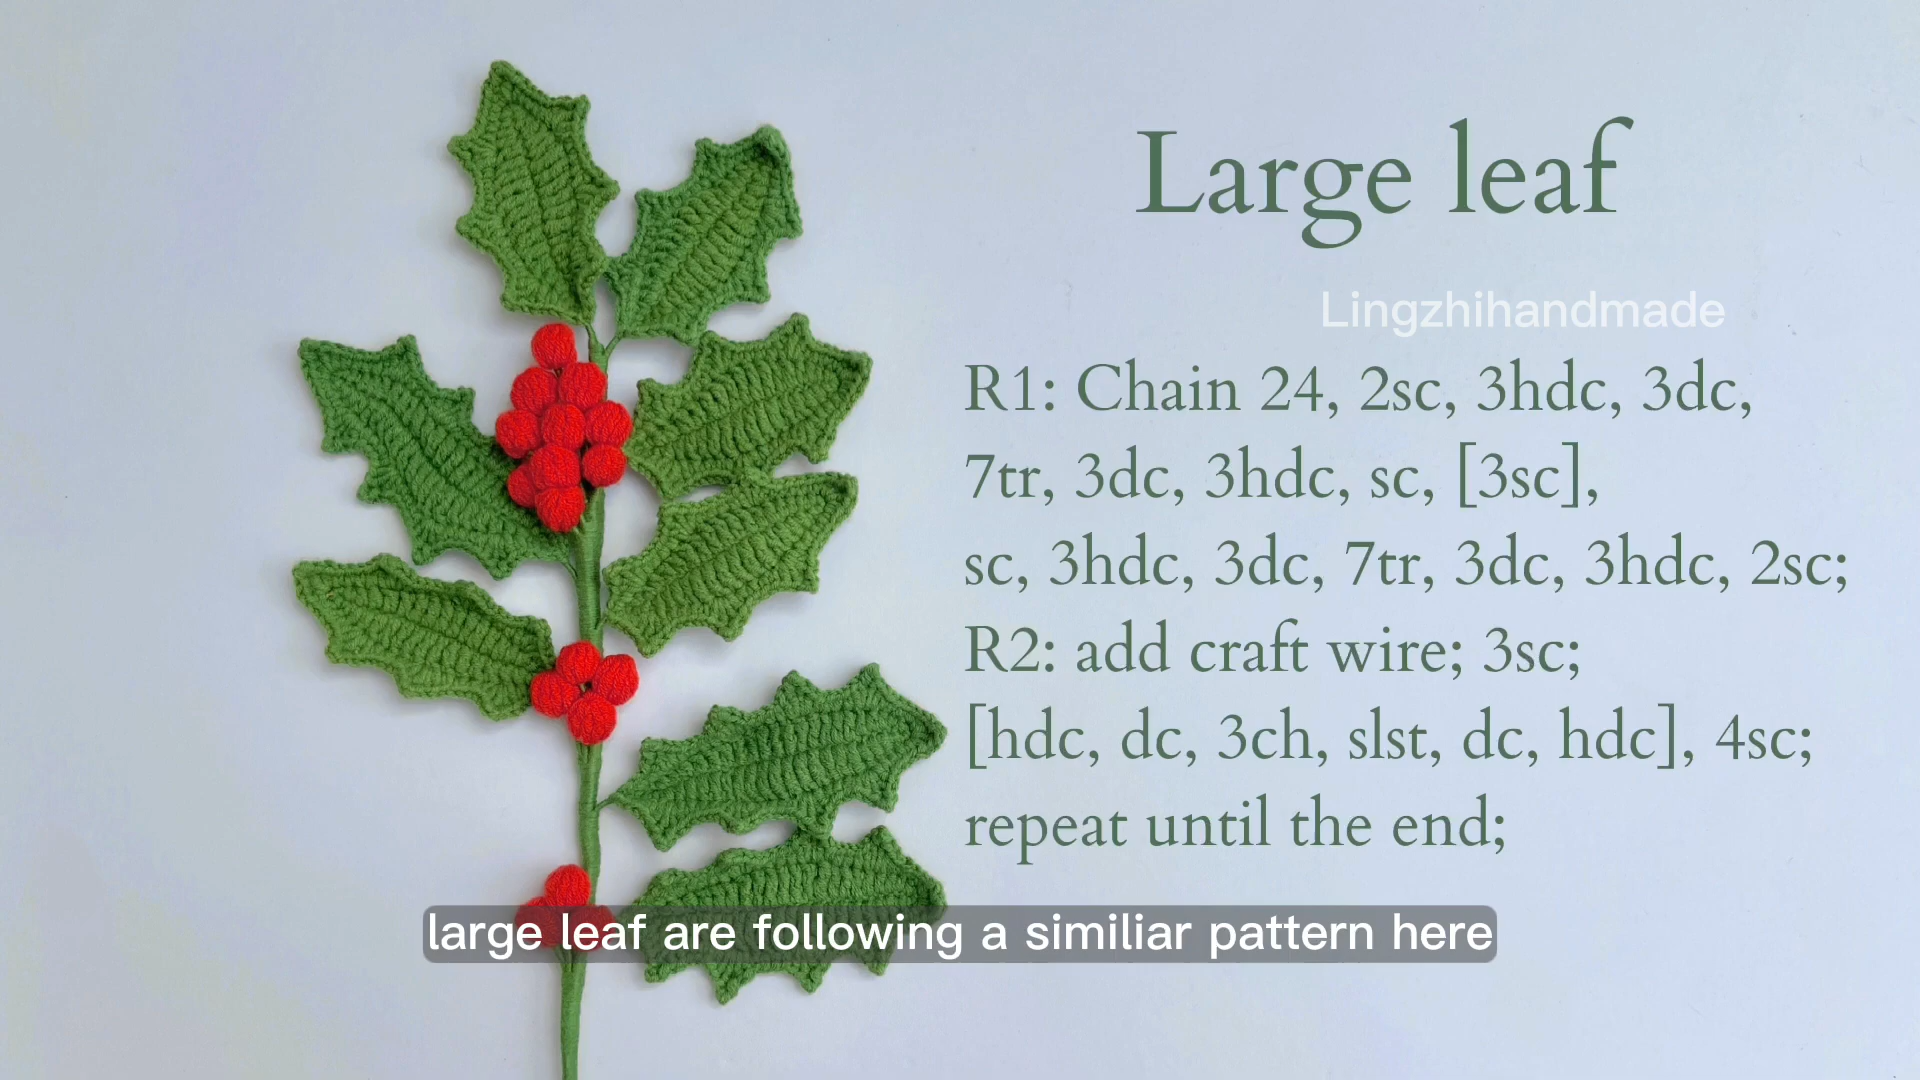 Large leaf
Lingzhihandmade
R1: Chain 24, 2sc, 3hdc, 3dc,
7tr, 3dc, 3hdc, sc, [3sc],
sc, 3hdc, 3dc, 7tr, 3dc, 3hdc, 2sc;
R2: add craft wire; 3sc;
[hdc, dc, 3ch, slst, dc, hdc], 4sc;
repeat until the end;
large leaf are following a similiar pattern here